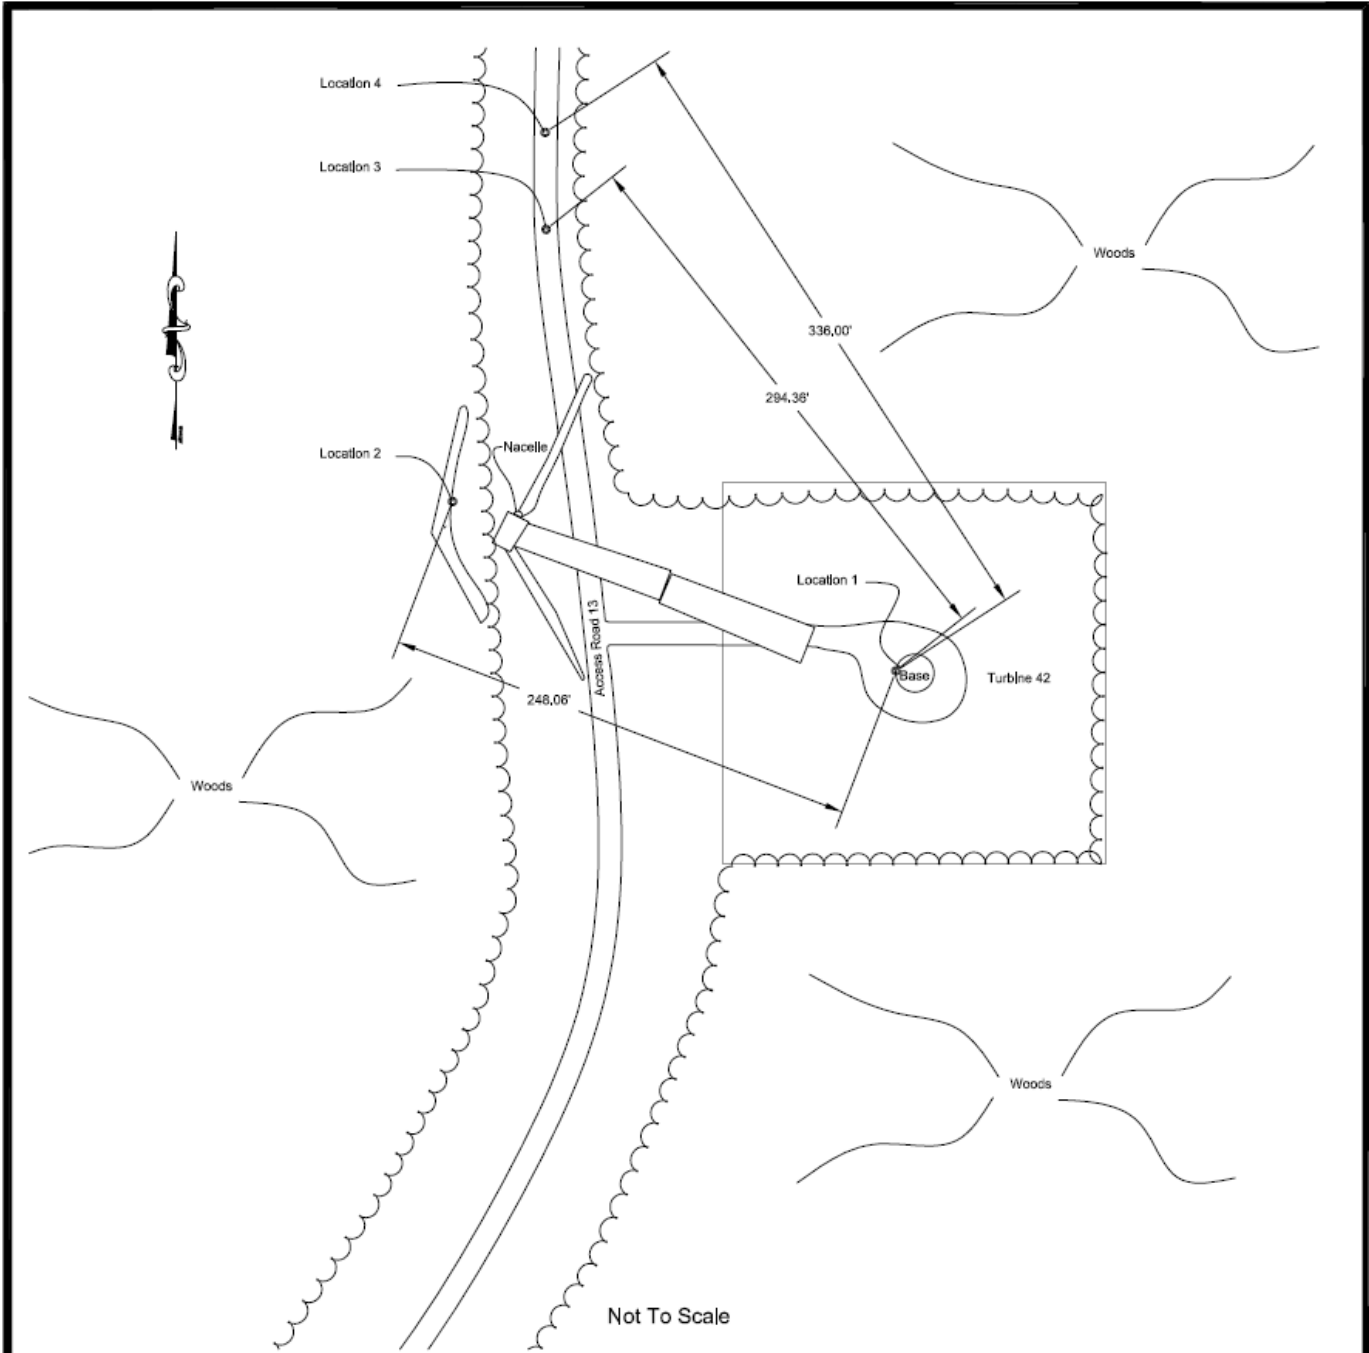 Location 4
Location 3
Woods
336.00'
294.36'
Nacelle
Location 2
Location 1
Access Road 13
Base
Turbine 42
248.06'
Woods
Woods
Not To Scale